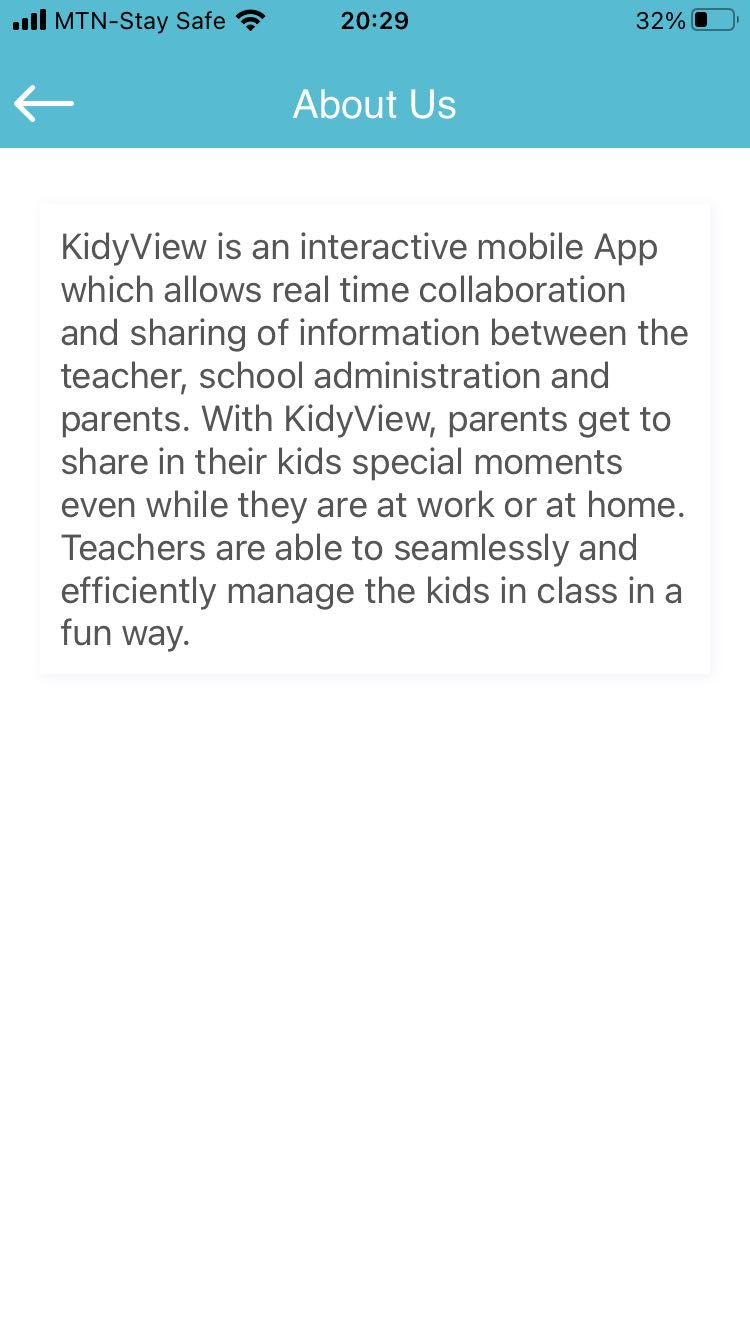 MTN-Stay Safe 20:29 32%
About Us
KidyView is an interactive mobile App
which allows real time collaboration
and sharing of information between the
teacher, school administration and
parents. With KidyView, parents get to
share in their kids special moments
even while they are at work or at home.
Teachers are able to seamlessly and
efficiently manage the kids in class in a
fun way.